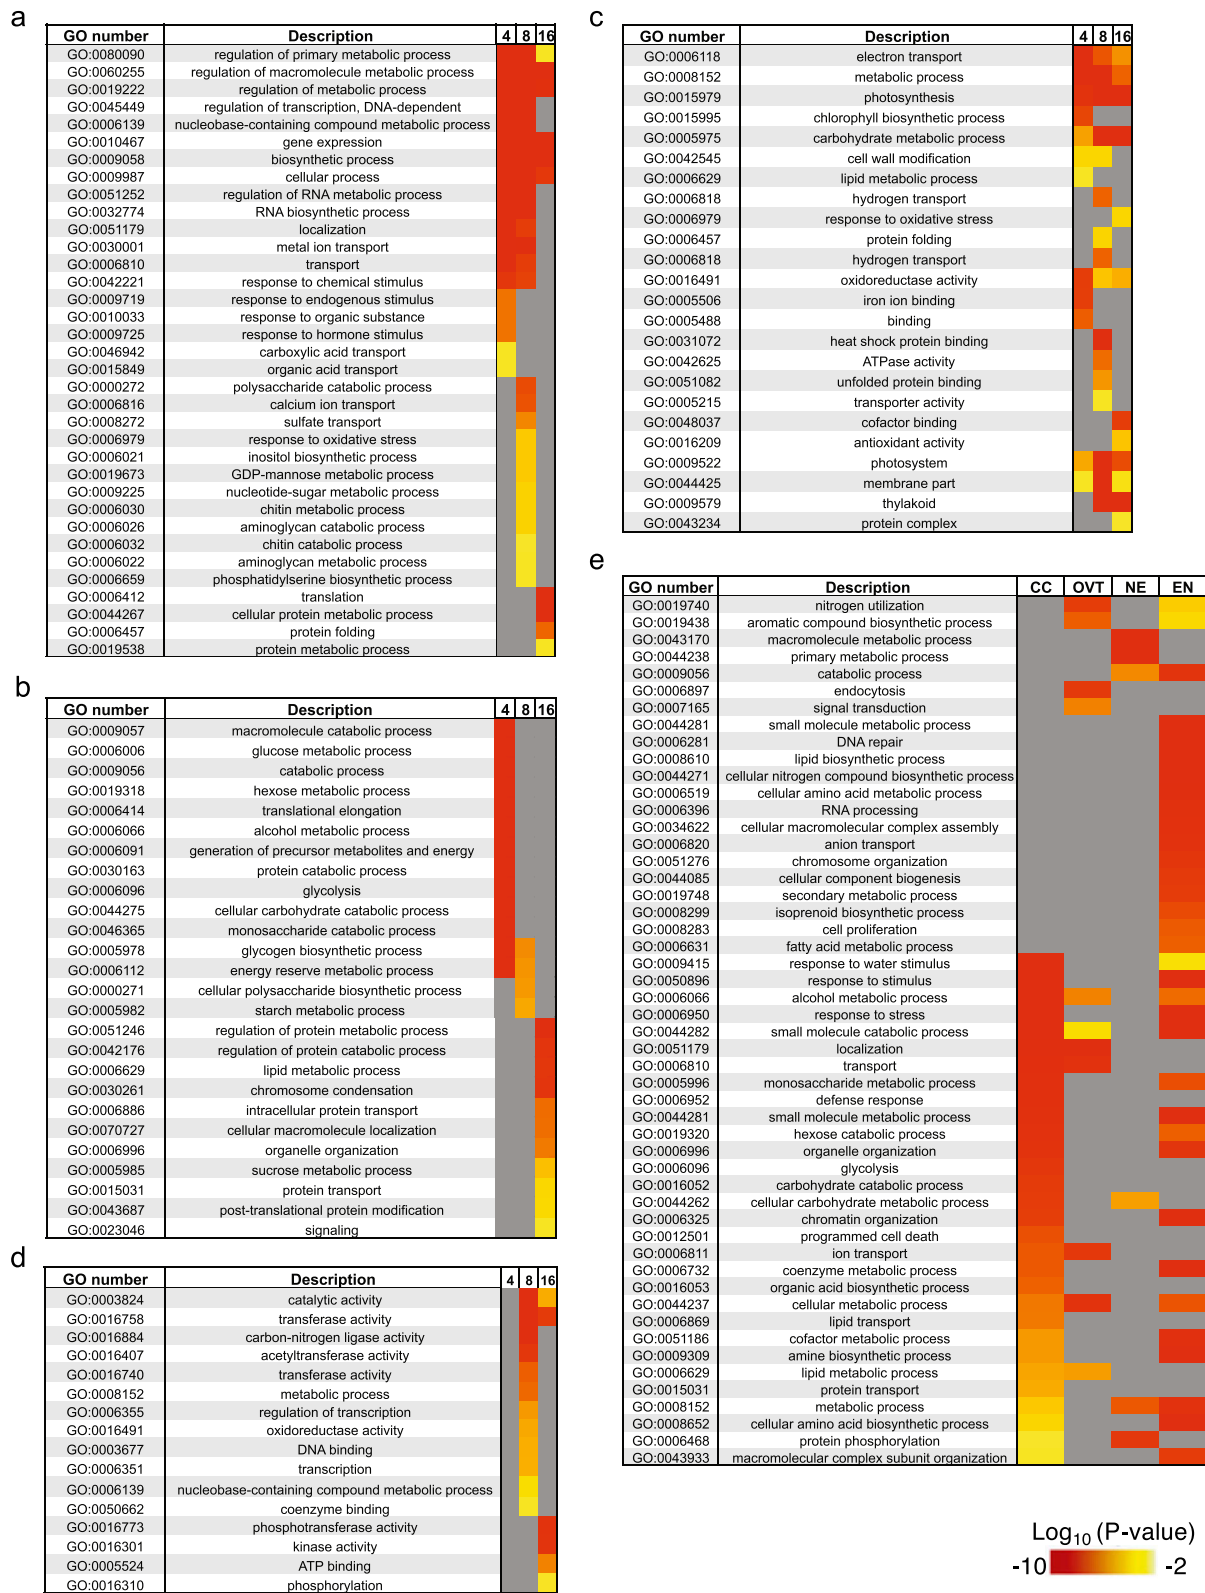 a
GO number Description 4 8 16
GO:0080090 regulation of primary metabolic process
GO:0060255 regulation of macromolecule metabolic process
GO:0019222 regulation of metabolic process
GO:0045449 regulation of transcription, DNA-dependent
GO:0006139 nucleobase-containing compound metabolic process
GO:0010467 gene expression
GO:0009058 biosynthetic process
GO:0009987 cellular process
GO:0051252 regulation of RNA metabolic process
GO:0032774 RNA biosynthetic process
GO:0051179 localization
GO:0030001 metal ion transport
GO:0006810 transport
GO:0042221 response to chemical stimulus
GO:0009719 response to endogenous stimulus
GO:0010033 response to organic substance
GO:0009725 response to hormone stimulus
GO:0046942 carboxylic acid transport
GO:0015849 organic acid transport
GO:0000272 polysaccharide catabolic process
GO:0006816 calcium ion transport
GO:0008272 sulfate transport
GO:0006979 response to oxidative stress
GO:0006021 inositol biosynthetic process
GO:0019673 GDP-mannose metabolic process
GO:0009225 nucleotide-sugar metabolic process
GO:0006030 chitin metabolic process
GO:0006026 aminoglycan catabolic process
GO:0006032 chitin catabolic process
GO:0006022 aminoglycan metabolic process
GO:0006659 phosphatidylserine biosynthetic process
GO:0006412 translation
GO:0044267 cellular protein metabolic process
GO:0006457 protein folding
GO:0019538 protein metabolic process
b
GO number Description 4 8 16
GO:0009057 macromolecule catabolic process
GO:0006006 glucose metabolic process
GO:0009056 catabolic process
GO:0019318 hexose metabolic process
GO:0006414 translational elongation
GO:0006066 alcohol metabolic process
GO:0006091 generation of precursor metabolites and energy
GO:0030163 protein catabolic process
GO:0006096 glycolysis
GO:0044275 cellular carbohydrate catabolic process
GO:0046365 monosaccharide catabolic process
GO:0005978 glycogen biosynthetic process
GO:0006112 energy reserve metabolic process
GO:0000271 cellular polysaccharide biosynthetic process
GO:0005982 starch metabolic process
GO:0051246 regulation of protein metabolic process
GO:0042176 regulation of protein catabolic process
GO:0006629 lipid metabolic process
GO:0030261 chromosome condensation
GO:0006886 intracellular protein transport
GO:0070727 cellular macromolecule localization
GO:0006996 organelle organization
GO:0005985 sucrose metabolic process
GO:0015031 protein transport
GO:0043687 post-translational protein modification
GO:0023046 signaling
d
GO number Description 4 8 16
GO:0003824 catalytic activity
GO:0016758 transferase activity
GO:0016884 carbon-nitrogen ligase activity
GO:0016407 acetyltransferase activity
GO:0016740 transferase activity
GO:0008152 metabolic process
GO:0006355 regulation of transcription
GO:0016491 oxidoreductase activity
GO:0003677 DNA binding
GO:0006351 transcription
GO:0006139 nucleobase-containing compound metabolic process
GO:0050662 coenzyme binding
GO:0016773 phosphotransferase activity
GO:0016301 kinase activity
GO:0005524 ATP binding
GO:0016310 phosphorylation
c
GO number Description 4 8 16
GO:0006118 electron transport
GO:0008152 metabolic process
GO:0015979 photosynthesis
GO:0015995 chlorophyll biosynthetic process
GO:0005975 carbohydrate metabolic process
GO:0042545 cell wall modification
GO:0006629 lipid metabolic process
GO:0006818 hydrogen transport
GO:0006979 response to oxidative stress
GO:0006457 protein folding
GO:0006818 hydrogen transport
GO:0016491 oxidoreductase activity
GO:0005506 iron ion binding
GO:0005488 binding
GO:0031072 heat shock protein binding
GO:0042625 ATPase activity
GO:0051082 unfolded protein binding
GO:0005215 transporter activity
GO:0048037 cofactor binding
GO:0016209 antioxidant activity
GO:0009522 photosystem
GO:0044425 membrane part
GO:0009579 thylakoid
GO:0043234 protein complex
e
GO number Description CC OVT NE EN
GO:0019740 nitrogen utilization
GO:0019438 aromatic compound biosynthetic process
GO:0043170 macromolecule metabolic process
GO:0044238 primary metabolic process
GO:0009056 catabolic process
GO:0006897 endocytosis
GO:0007165 signal transduction
GO:0044281 small molecule metabolic process
GO:0006281 DNA repair
GO:0008610 lipid biosynthetic process
GO:0044271 cellular nitrogen compound biosynthetic process
GO:0006519 cellular amino acid metabolic process
GO:0006396 RNA processing
GO:0034622 cellular macromolecular complex assembly
GO:0006820 anion transport
GO:0051276 chromosome organization
GO:0044085 cellular component biogenesis
GO:0019748 secondary metabolic process
GO:0008299 isoprenoid biosynthetic process
GO:0008283 cell proliferation
GO:0006631 fatty acid metabolic process
GO:0009415 response to water stimulus
GO:0050896 response to stimulus
GO:0006066 alcohol metabolic process
GO:0006950 response to stress
GO:0044282 small molecule catabolic process
GO:0051179 localization
GO:0006810 transport
GO:0005996 monosaccharide metabolic process
GO:0006952 defense response
GO:0044281 small molecule metabolic process
GO:0019320 hexose catabolic process
GO:0006996 organelle organization
GO:0006096 glycolysis
GO:0016052 carbohydrate catabolic process
GO:0044262 cellular carbohydrate metabolic process
GO:0006325 chromatin organization
GO:0012501 programmed cell death
GO:0006811 ion transport
GO:0006732 coenzyme metabolic process
GO:0016053 organic acid biosynthetic process
GO:0044237 cellular metabolic process
GO:0006869 lipid transport
GO:0051186 cofactor metabolic process
GO:0009309 amine biosynthetic process
GO:0006629 lipid metabolic process
GO:0015031 protein transport
GO:0008152 metabolic process
GO:0008652 cellular amino acid biosynthetic process
GO:0006468 protein phosphorylation
GO:0043933 macromolecular complex subunit organization
Log10 (P-value)
-10 -2